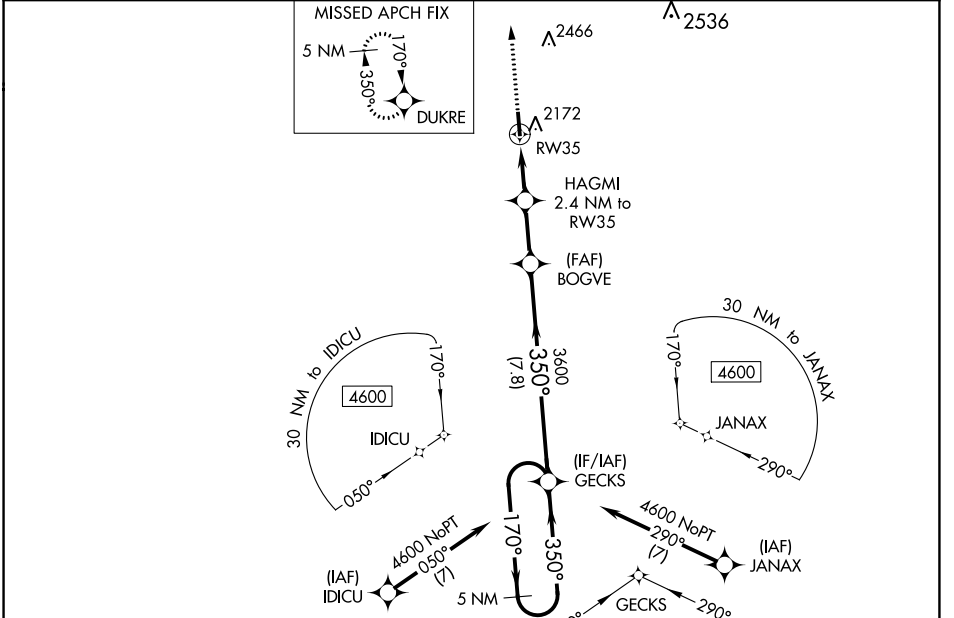 MISSED APCH FIX
5 NM
170°
350°
DUKRE
2466
2536
2172
RW35
HAGMI
2.4 NM to
RW35
(FAF)
BOGVE
3600
350°
(7.8)
30 NM to IDICU
170°
4600
IDICU
050°
30 NM to JANAX
170°
4600
JANAX
290°
(IF/IAF)
GECKS
4600 NoPT
050°
(7)
(IAF)
IDICU
170°
350°
5 NM
4600 NoPT
290°
(7)
(IAF)
JANAX
GECKS
290°